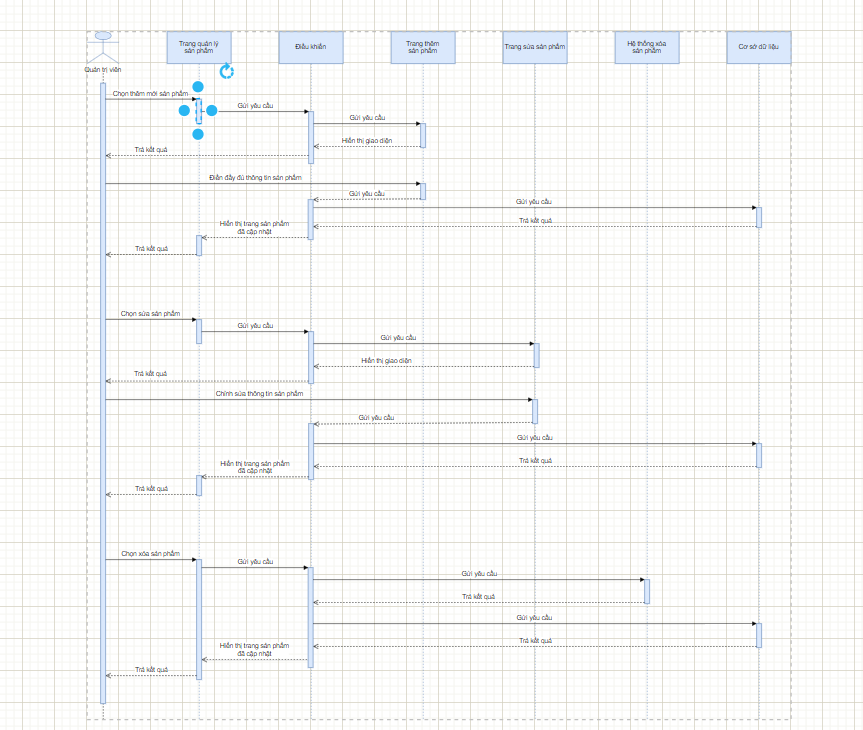 Trang quản lý
sản phẩm
Điều khiển
Trang thêm
sản phẩm
Trang sửa sản phẩm
Hệ thống xóa
sản phẩm
Cơ sở dữ liệu
Quản trị viên
Chọn thêm mới sản phẩm
Gửi yêu cầu
Gửi yêu cầu
Hiển thị giao diện
Trả kết quả
Điền đầy đủ thông tin sản phẩm
Gửi yêu cầu
Gửi yêu cầu
Trả kết quả
Hiển thị trang sản phẩm
đã cập nhật
Trả kết quả
Chọn sửa sản phẩm
Gửi yêu cầu
Gửi yêu cầu
Hiển thị giao diện
Trả kết quả
Chỉnh sửa thông tin sản phẩm
Gửi yêu cầu
Gửi yêu cầu
Hiển thị trang sản phẩm
đã cập nhật
Trả kết quả
Trả kết quả
Chọn xóa sản phẩm
Gửi yêu cầu
Gửi yêu cầu
Trả kết quả
Gửi yêu cầu
Hiển thị trang sản phẩm
đã cập nhật
Trả kết quả
Trả kết quả